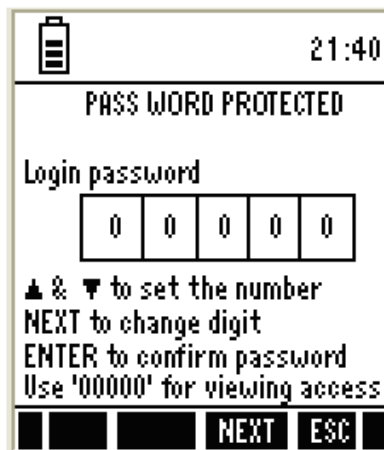 21:40
PASS WORD PROTECTED
Login password
0 0 0 0 0
▲ & ▼ to set the number
NEXT to change digit
ENTER to confirm password
Use '00000' for viewing access
NEXT ESC